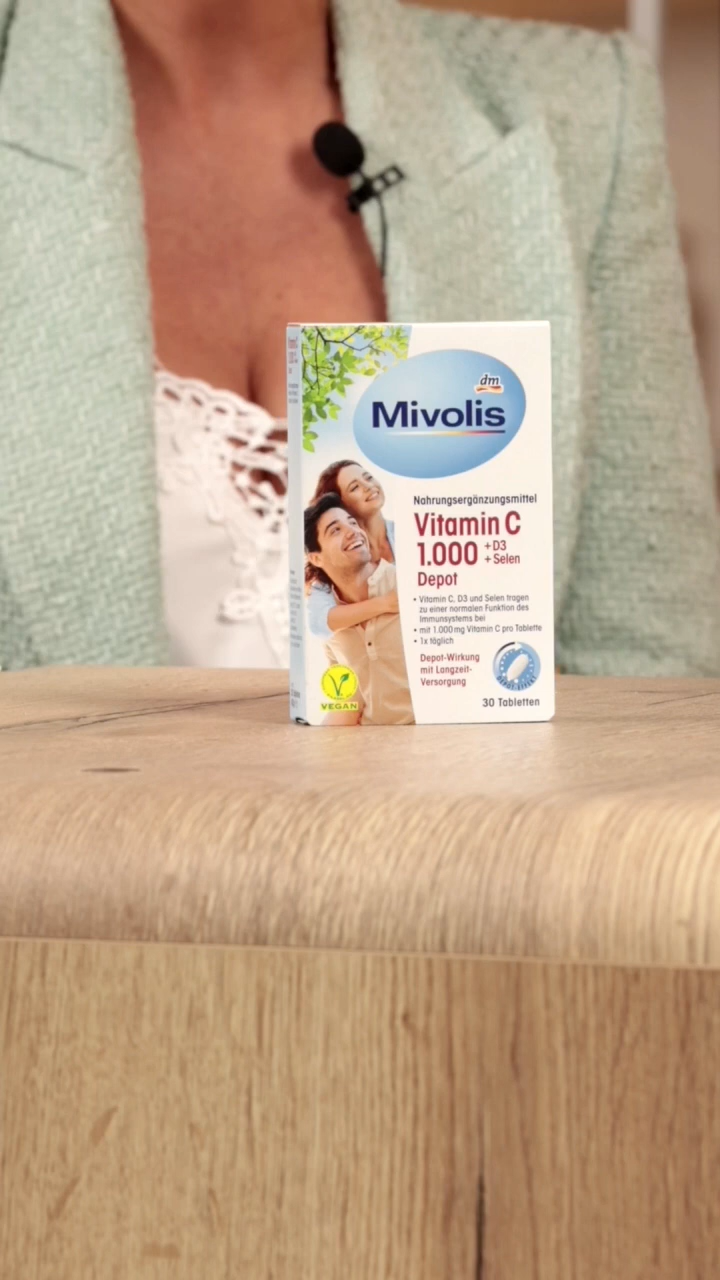 dm
Mivolis
Nahrungsergänzungsmittel
Vitamin C
1.000 +D3
+Selen
Depot
• Vitamin C, D3 und Selen tragen
zu einer normalen Funktion des
Immunsystems bei
• mit 1.000 mg Vitamin C pro Tablette
• 1x täglich
Depot-Wirkung
mit Langzeit-
Versorgung
VEGAN
30 Tabletten